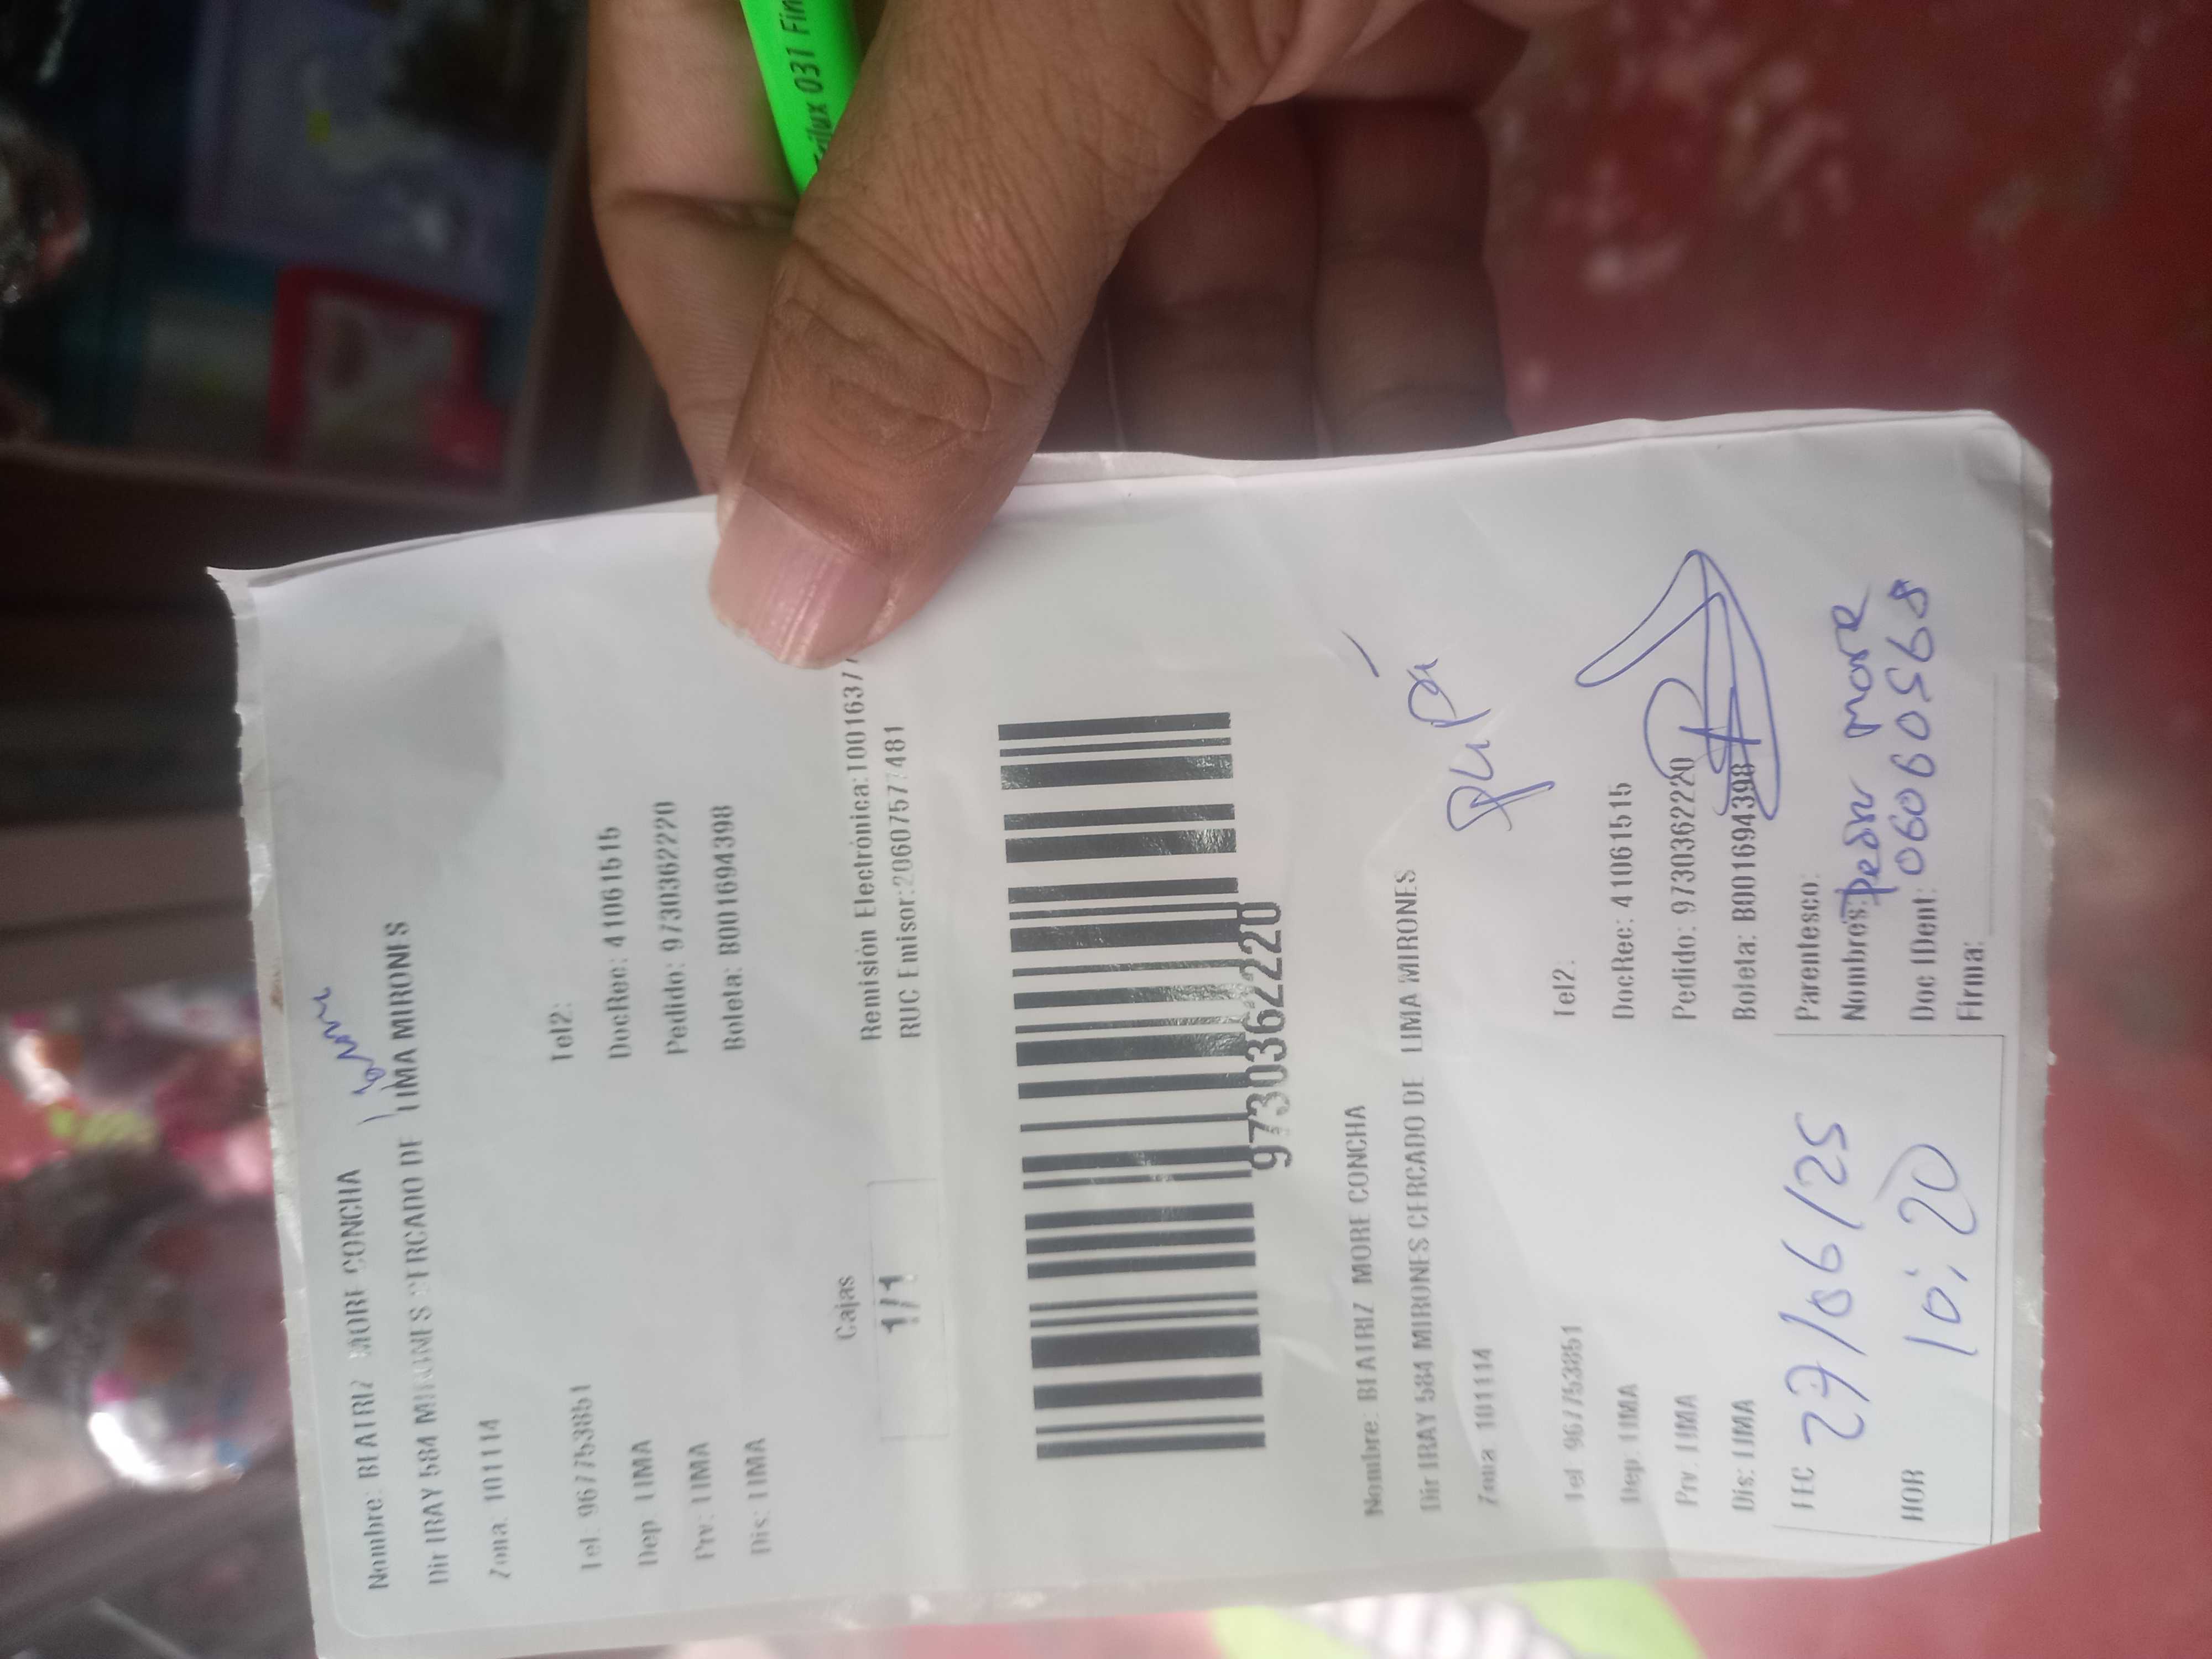 Trilux 031 Fin
Nombre: BEATRIZ MORE CONCHA
Dir IRAY 584 MIRONES CERCADO DE LIMA MIRONES
Zona. 101114
Tel. 967753851 Tel2:
Dep LIMA DocRec: 41061515
Prv: LIMA Pedido: 9730362220
Dis: LIMA Boleta: B001694398
Cajas Remisión Electrónica:100163
1/1 RUC Emisor:20607577481
9730362220
Nombre: BEATRIZ MORE CONCHA
Dir IRAY 584 MIRONES CERCADO DE LIMA MIRONES
Papá
Zona 101114
Tel 967753851 Tel2:
Dep. LIMA DocRec: 41061515
Prv. LIMA Pedido: 9730362220
Dis: LIMA Boleta: B001694398
FEC 27/06/25 Parentesco:
Nombres: Pedro more
HOR 10:20 Doc IDent: 06060568
Firma: